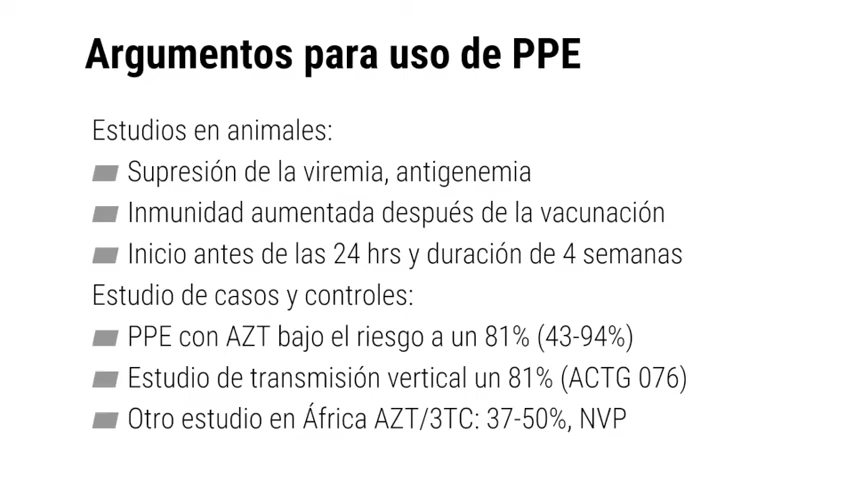 Argumentos para uso de PPE
Estudios en animales:
Supresión de la viremia, antigenemia
Inmunidad aumentada después de la vacunación
Inicio antes de las 24 hrs y duración de 4 semanas
Estudio de casos y controles:
PPE con AZT bajo el riesgo a un 81% (43-94%)
Estudio de transmisión vertical un 81% (ACTG 076)
Otro estudio en África AZT/3TC: 37-50%, NVP